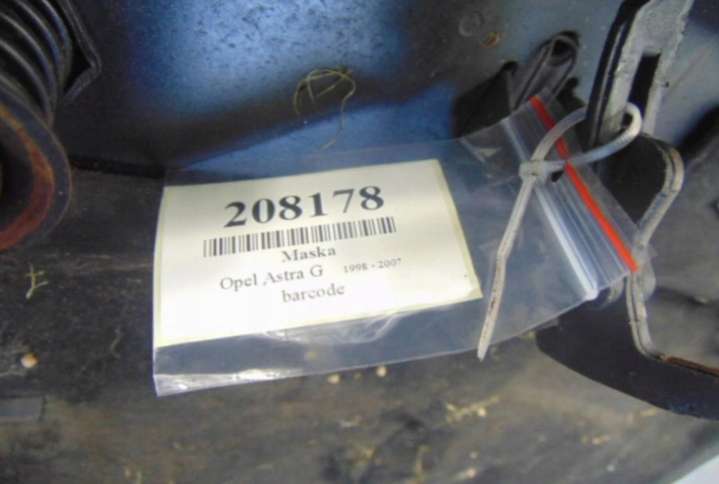 208178
Maska
Opel Astra G 1998 - 2007
barcode